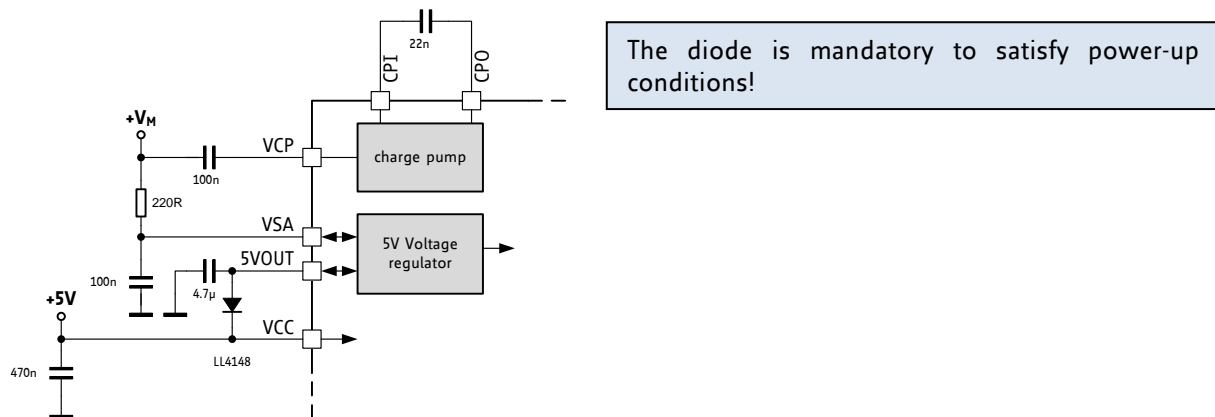 CPI
22n
CPO
+VM
VCP
100n
charge pump
220R
VSA
5V Voltage
regulator
5VOUT
100n
4.7µ
+5V
VCC
LL4148
470n
The diode is mandatory to satisfy power-up
conditions!